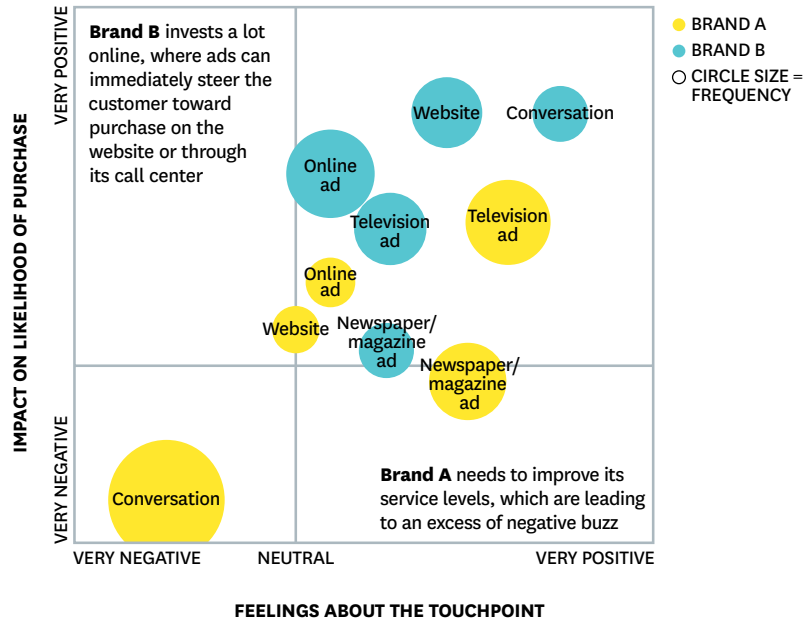 Brand B invests a lot
online, where ads can
immediately steer the
customer toward
purchase on the
website or through
its call center
BRAND A
BRAND B
CIRCLE SIZE =
FREQUENCY
VERY POSITIVE
IMPACT ON LIKELIHOOD OF PURCHASE
VERY NEGATIVE
Website
Conversation
Online
ad
Television
ad
Television
ad
Online
ad
Website
Newspaper/
magazine
ad
Newspaper/
magazine
ad
Conversation
Brand A needs to improve its
service levels, which are leading
to an excess of negative buzz
VERY NEGATIVE
NEUTRAL
VERY POSITIVE
FEELINGS ABOUT THE TOUCHPOINT